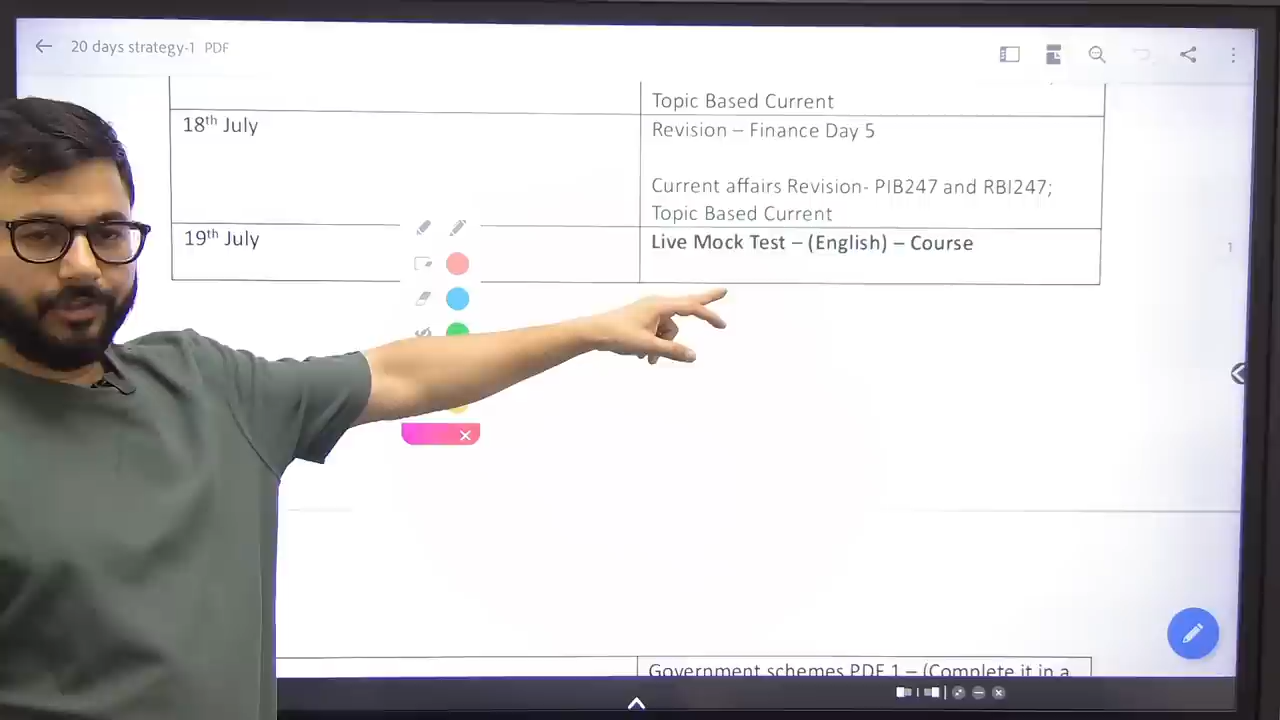 20 days strategy-1 PDF
Topic Based Current
18th July
Revision – Finance Day 5
Current affairs Revision- PIB247 and RBI247;
Topic Based Current
19th July
Live Mock Test – (English) – Course
1
Government schemes PDF 1 – (Complete it in a